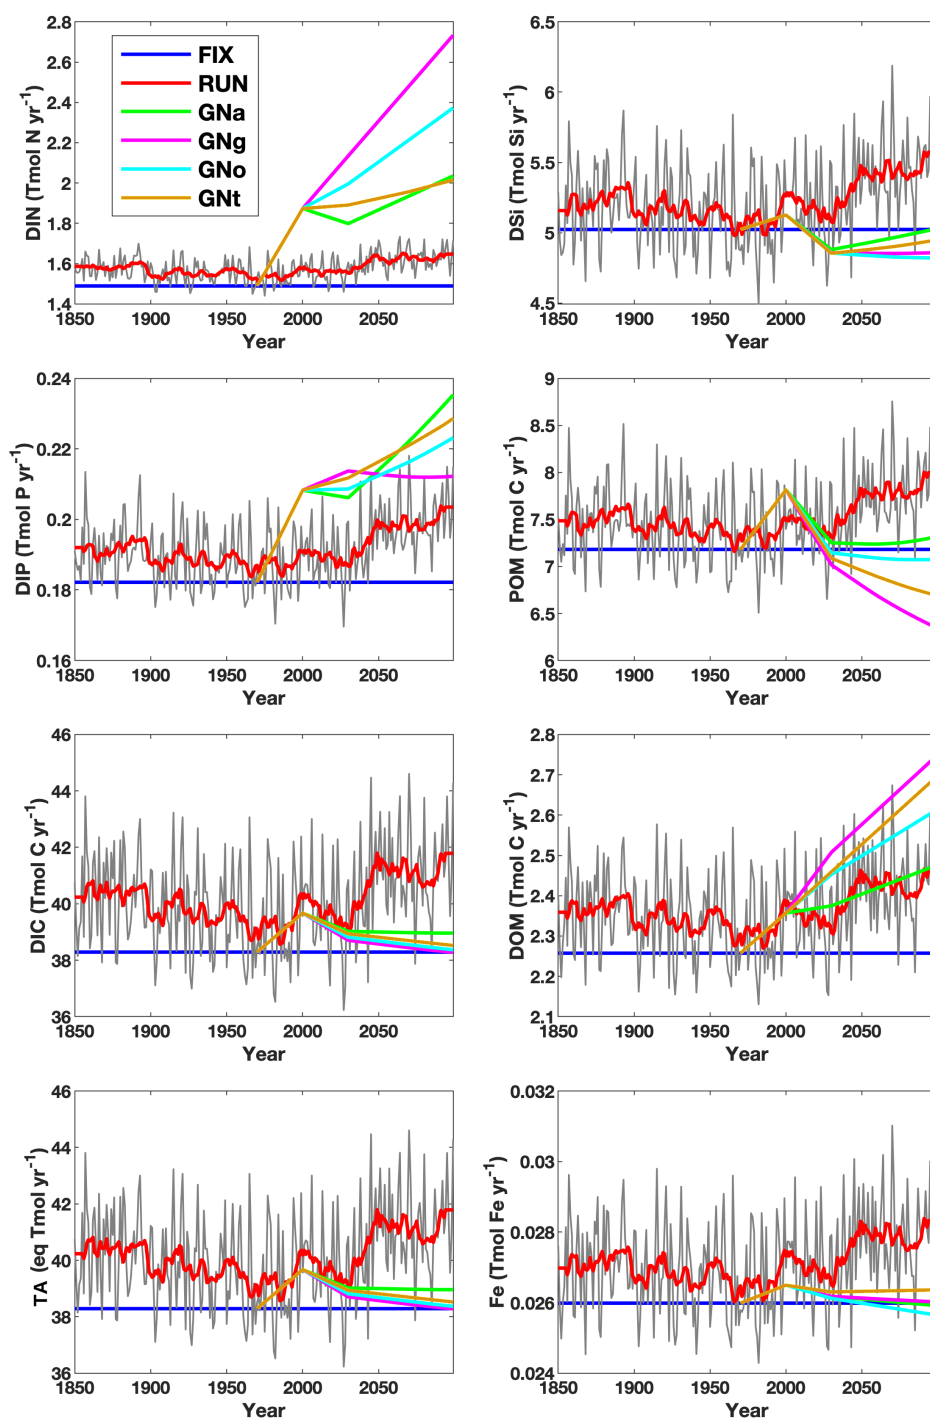 2.8
2.6
2.4
2.2
2
1.8
1.6
1.4
DIN (Tmol N yr-1)
FIX
RUN
GNa
GNg
GNo
GNt
1850 1900 1950 2000 2050
Year
6.5
6
5.5
5
4.5
DSi (Tmol Si yr-1)
1850 1900 1950 2000 2050
Year
0.24
0.22
0.2
0.18
0.16
DIP (Tmol P yr-1)
1850 1900 1950 2000 2050
Year
9
8.5
8
7.5
7
6.5
6
POM (Tmol C yr-1)
1850 1900 1950 2000 2050
Year
46
44
42
40
38
36
DIC (Tmol C yr-1)
1850 1900 1950 2000 2050
Year
2.8
2.7
2.6
2.5
2.4
2.3
2.2
2.1
DOM (Tmol C yr-1)
1850 1900 1950 2000 2050
Year
46
44
42
40
38
36
TA (eq Tmol yr-1)
1850 1900 1950 2000 2050
Year
0.032
0.03
0.028
0.026
0.024
Fe (Tmol Fe yr-1)
1850 1900 1950 2000 2050
Year